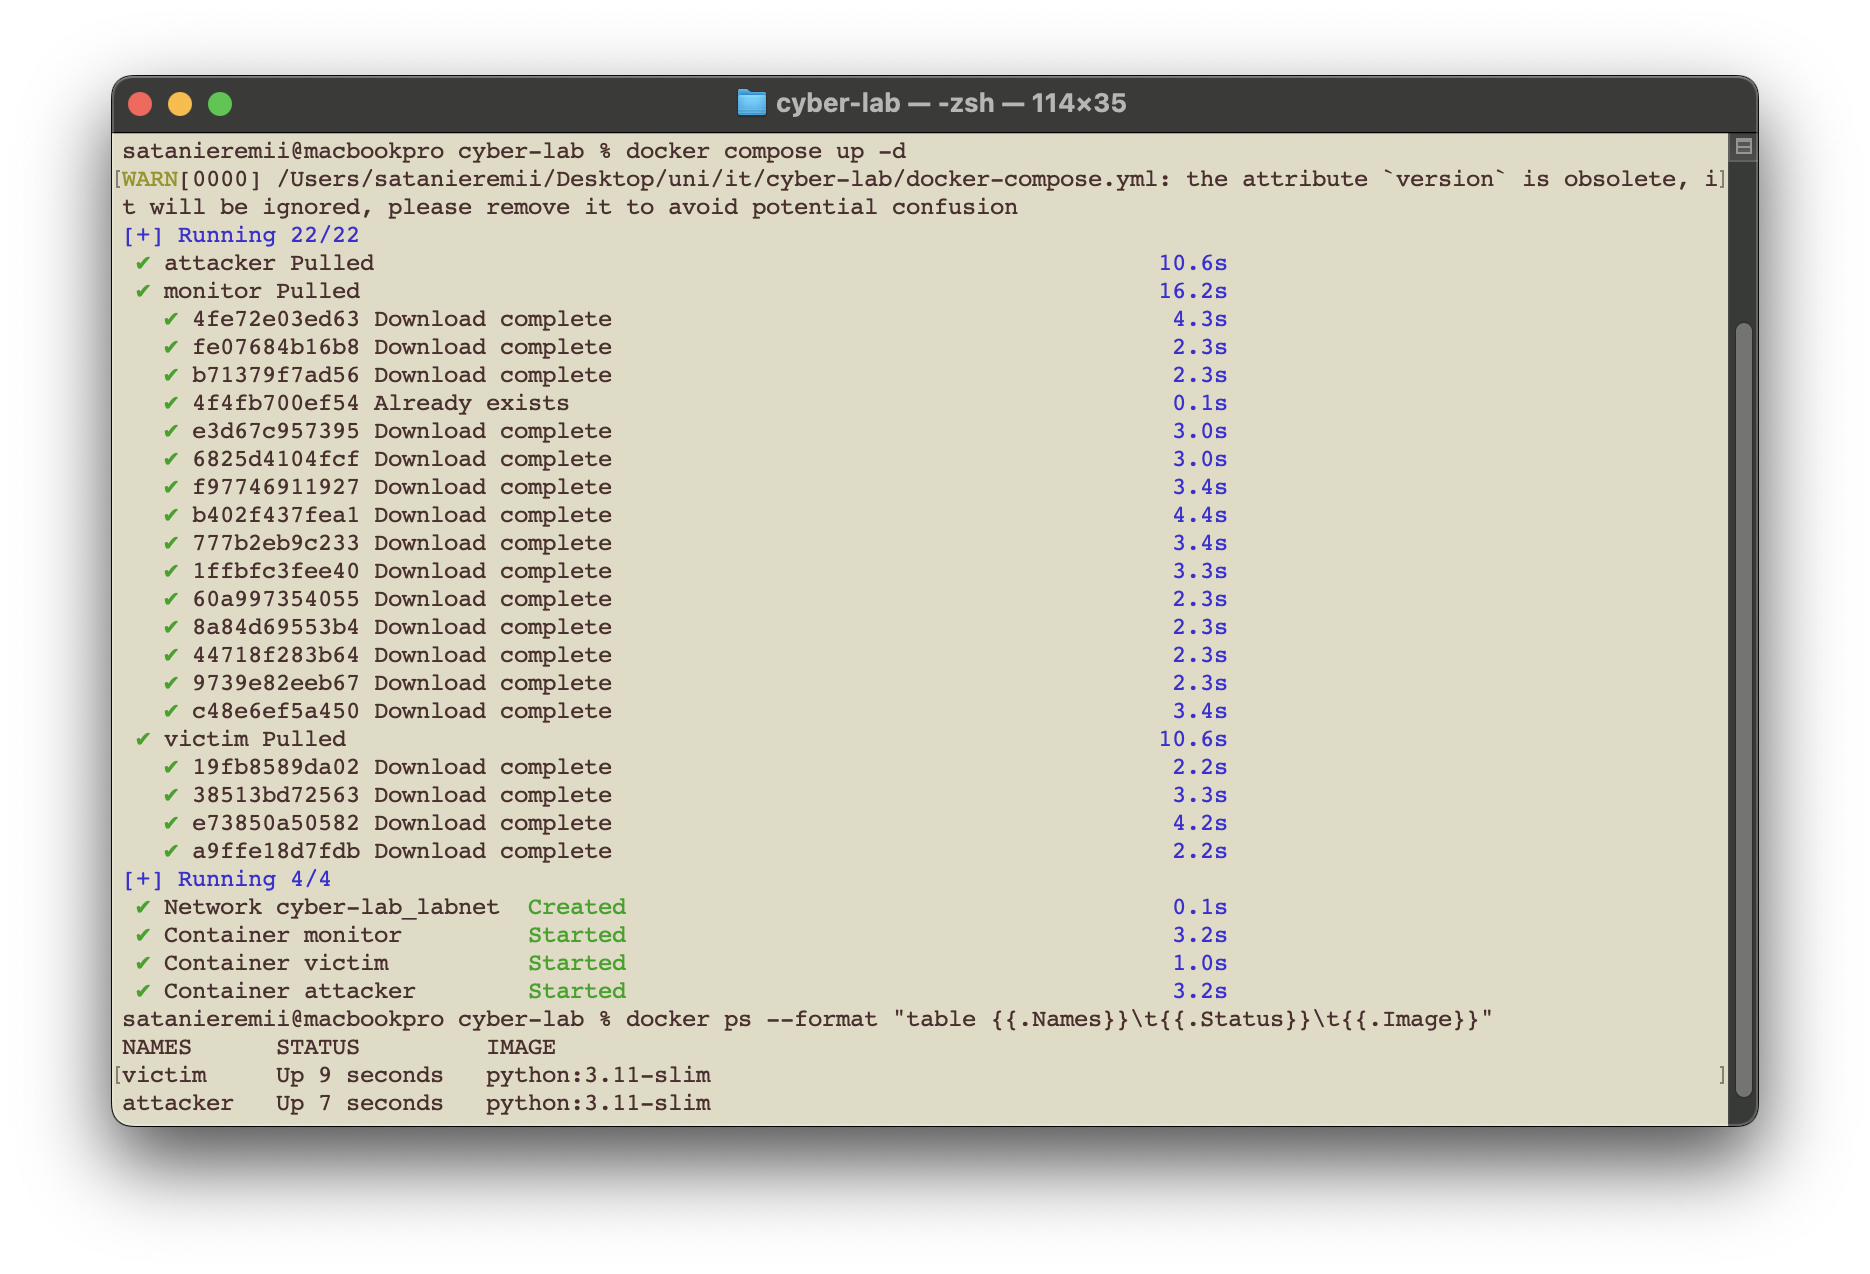 cyber-lab — -zsh — 114×35
satanieremii@macbookpro cyber-lab % docker compose up -d
[WARN[0000] /Users/satanieremii/Desktop/uni/it/cyber-lab/docker-compose.yml: the attribute `version` is obsolete, i]
t will be ignored, please remove it to avoid potential confusion
[+] Running 22/22
✔ attacker Pulled 10.6s
✔ monitor Pulled 16.2s
✔ 4fe72e03ed63 Download complete 4.3s
✔ fe07684b16b8 Download complete 2.3s
✔ b71379f7ad56 Download complete 2.3s
✔ 4f4fb700ef54 Already exists 0.1s
✔ e3d67c957395 Download complete 3.0s
✔ 6825d4104fcf Download complete 3.0s
✔ f97746911927 Download complete 3.4s
✔ b402f437fea1 Download complete 4.4s
✔ 777b2eb9c233 Download complete 3.4s
✔ 1ffbfc3fee40 Download complete 3.3s
✔ 60a997354055 Download complete 2.3s
✔ 8a84d69553b4 Download complete 2.3s
✔ 44718f283b64 Download complete 2.3s
✔ 9739e82eeb67 Download complete 2.3s
✔ c48e6ef5a450 Download complete 3.4s
✔ victim Pulled 10.6s
✔ 19fb8589da02 Download complete 2.2s
✔ 38513bd72563 Download complete 3.3s
✔ e73850a50582 Download complete 4.2s
✔ a9ffe18d7fdb Download complete 2.2s
[+] Running 4/4
✔ Network cyber-lab_labnet Created 0.1s
✔ Container monitor Started 3.2s
✔ Container victim Started 1.0s
✔ Container attacker Started 3.2s
satanieremii@macbookpro cyber-lab % docker ps --format "table {{.Names}}\t{{.Status}}\t{{.Image}}"
NAMES STATUS IMAGE
[victim Up 9 seconds python:3.11-slim ]
attacker Up 7 seconds python:3.11-slim